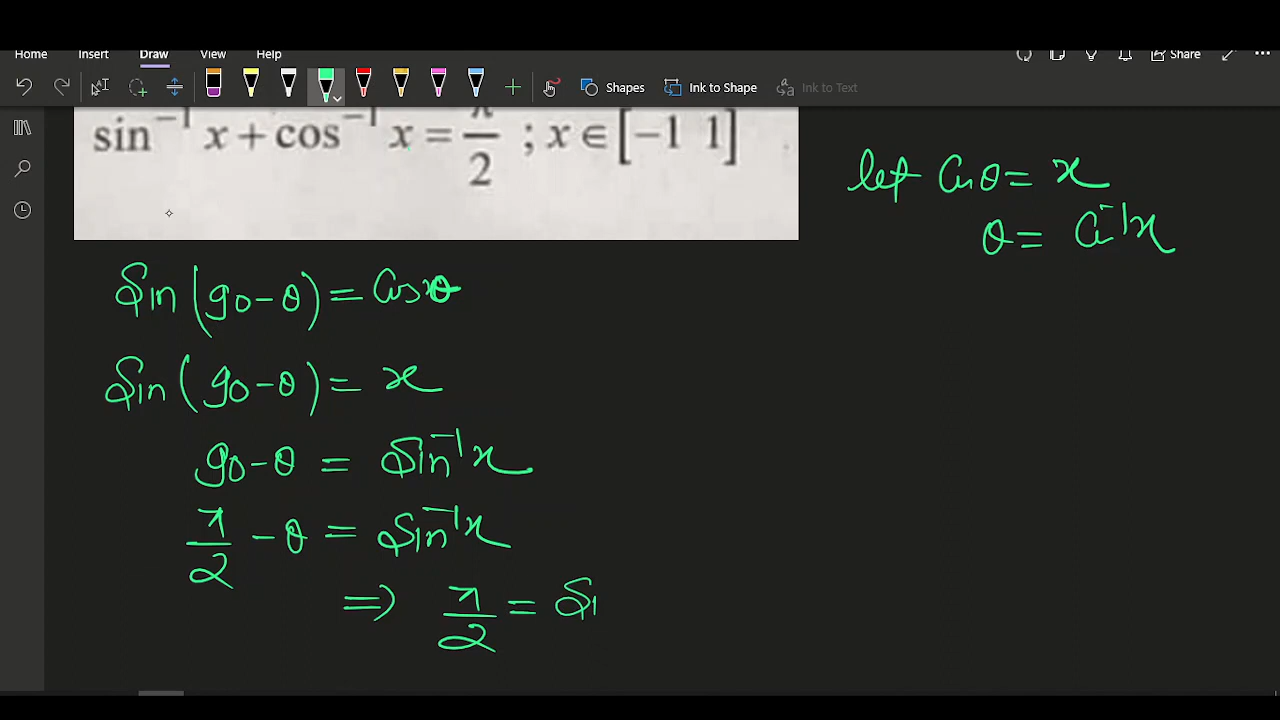 Home Insert Draw View Help Share
Shapes Ink to Shape Ink to Text
sin⁻¹ x + cos⁻¹ x = π/2 ; x ∈ [−1 1]
let Cosθ = x
θ = Cos⁻¹x
Sin(90−θ) = Cosθ
Sin(90−θ) = x
90−θ = Sin⁻¹x
π/2 − θ = Sin⁻¹x
⇒ π/2 = Si